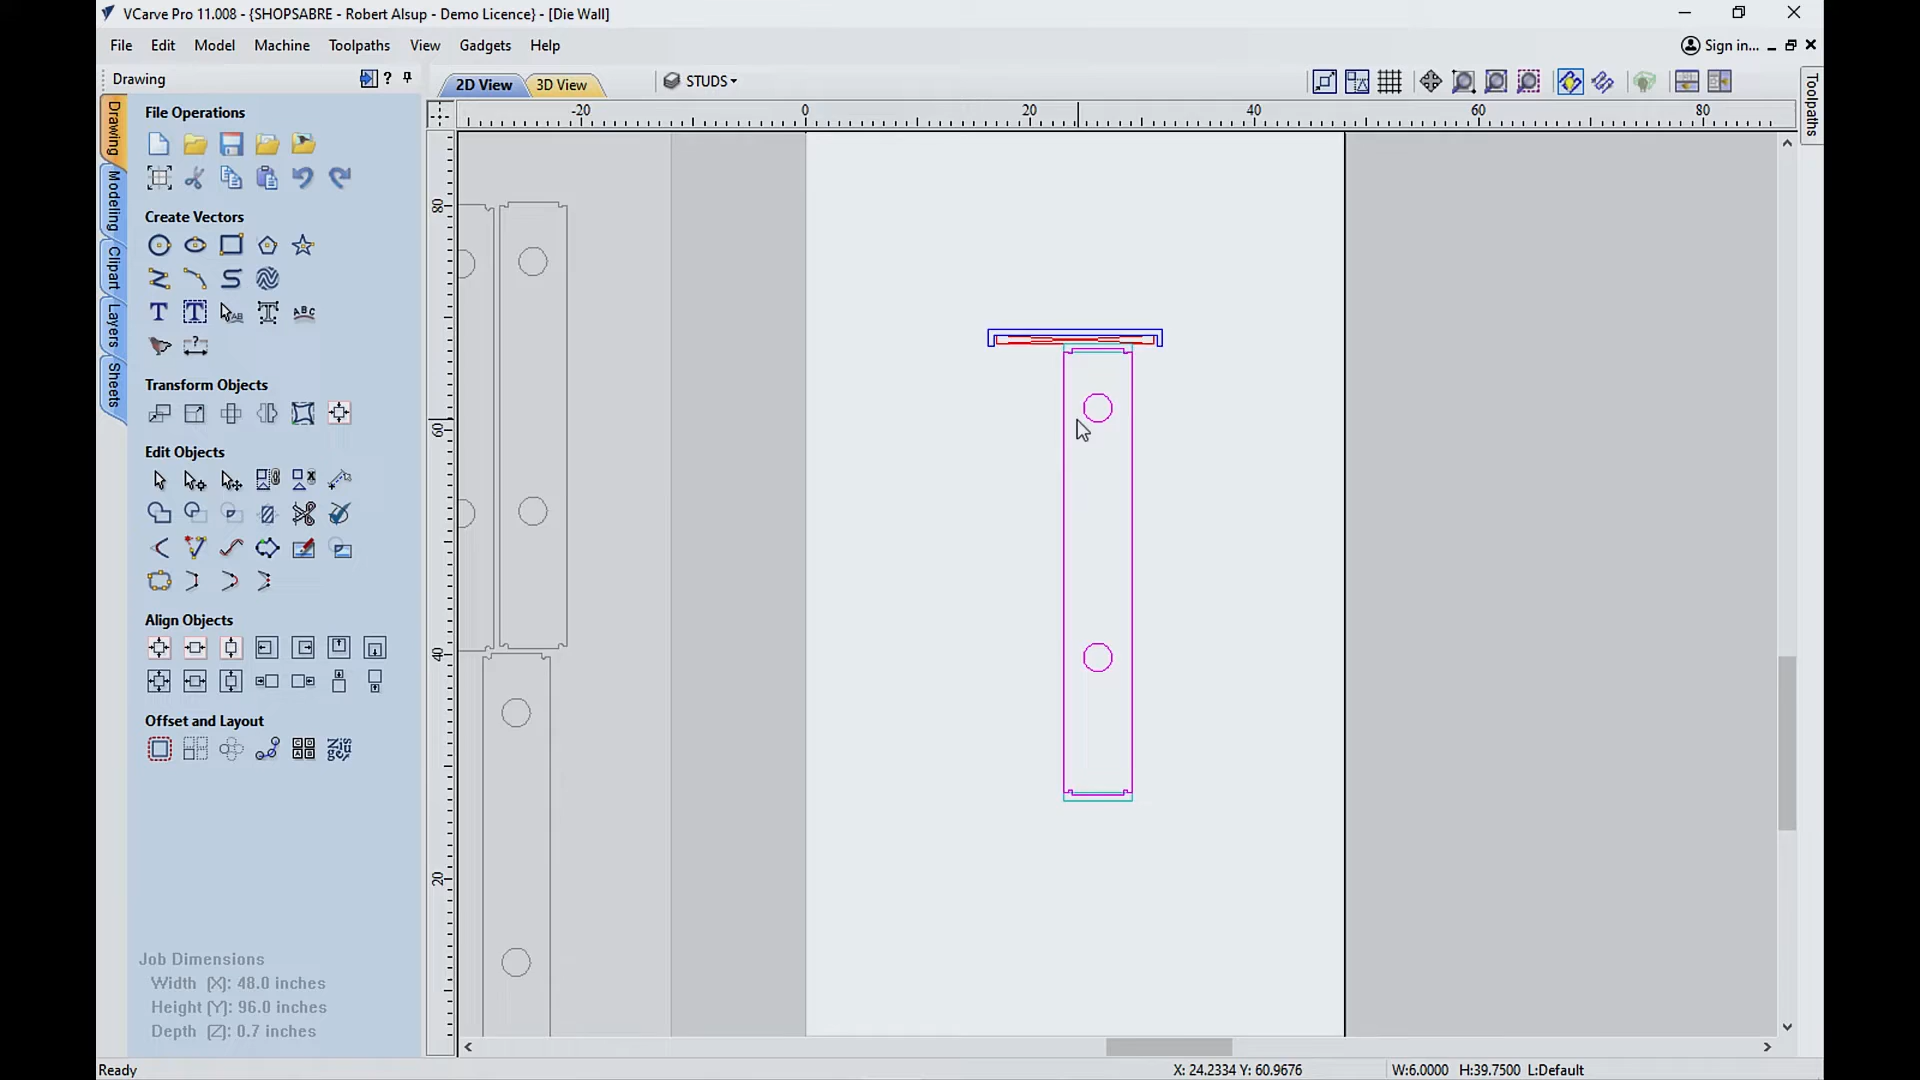 VCarve Pro 11.008 - {SHOPSABRE - Robert Alsup - Demo Licence} - [Die Wall]
File Edit Model Machine Toolpaths View Gadgets Help
Sign in...
Drawing
2D View 3D View
STUDS
-20 0 20 40 60 80
80
60
40
20
Drawing
Modeling
Clipart
Layers
Sheets
Toolpaths
File Operations
Create Vectors
Transform Objects
Edit Objects
Align Objects
Offset and Layout
Job Dimensions
Width (X): 48.0 inches
Height (Y): 96.0 inches
Depth (Z): 0.7 inches
Ready
X: 24.2334 Y: 60.9676
W:6.0000 H:39.7500 L:Default